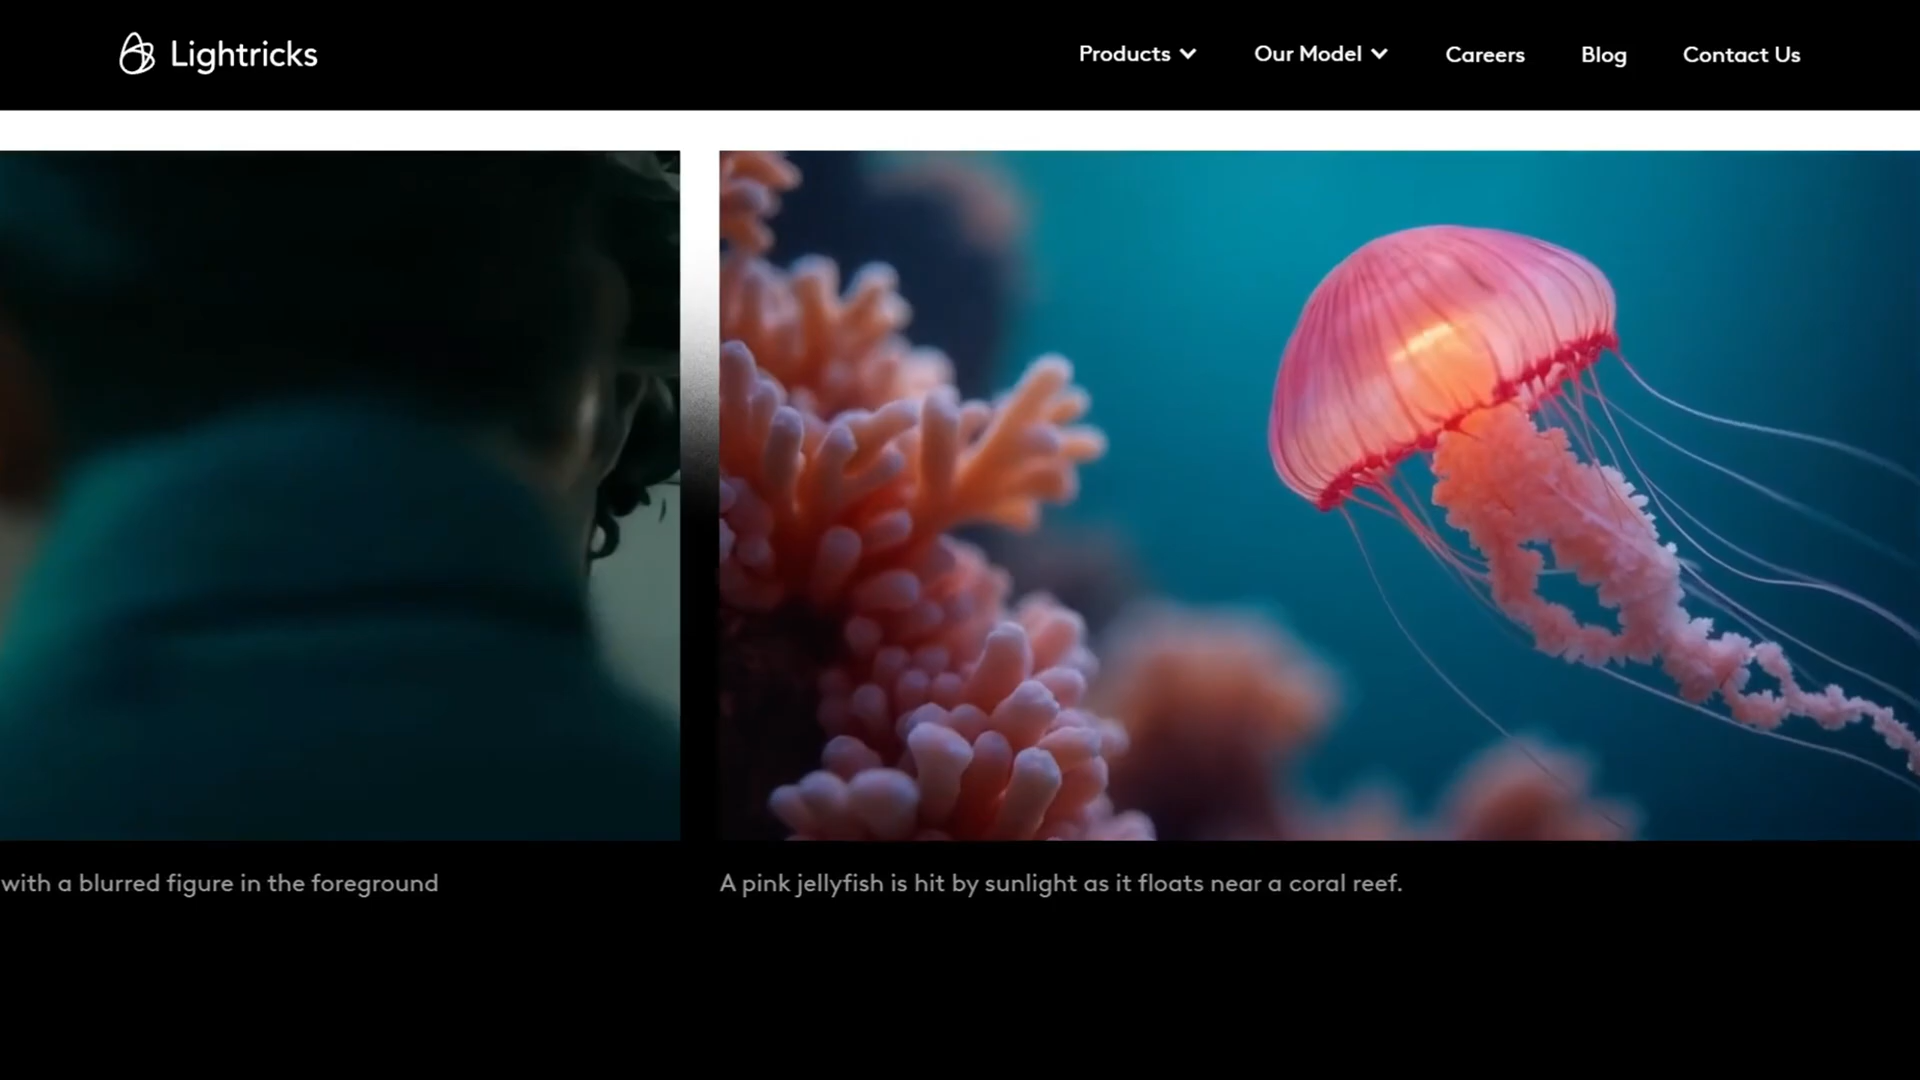 Lightricks
Products
Our Model
Careers
Blog
Contact Us
with a blurred figure in the foreground
A pink jellyfish is hit by sunlight as it floats near a coral reef.